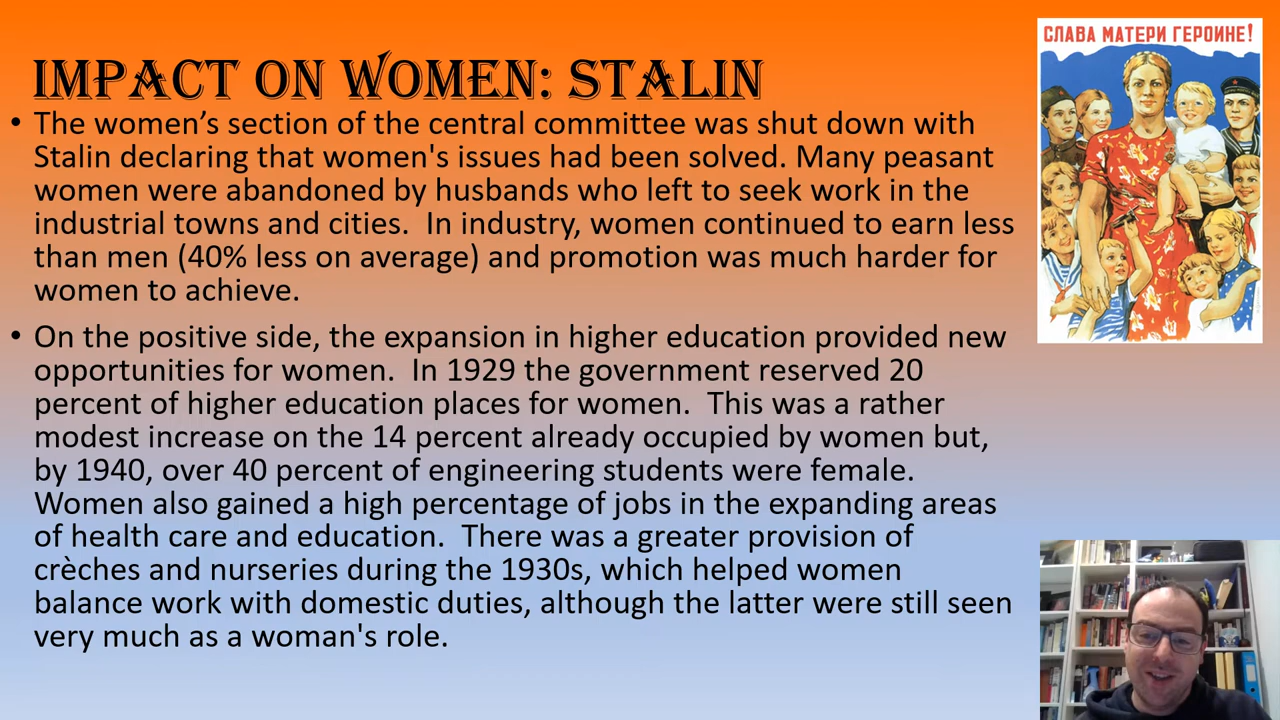 IMPACT ON WOMEN: STALIN
• The women’s section of the central committee was shut down with
Stalin declaring that women's issues had been solved. Many peasant
women were abandoned by husbands who left to seek work in the
industrial towns and cities.  In industry, women continued to earn less
than men (40% less on average) and promotion was much harder for
women to achieve.
• On the positive side, the expansion in higher education provided new
opportunities for women.  In 1929 the government reserved 20
percent of higher education places for women.  This was a rather
modest increase on the 14 percent already occupied by women but,
by 1940, over 40 percent of engineering students were female.
Women also gained a high percentage of jobs in the expanding areas
of health care and education.  There was a greater provision of
crèches and nurseries during the 1930s, which helped women
balance work with domestic duties, although the latter were still seen
very much as a woman's role.
СЛАВА МАТЕРИ ГЕРОИНЕ!